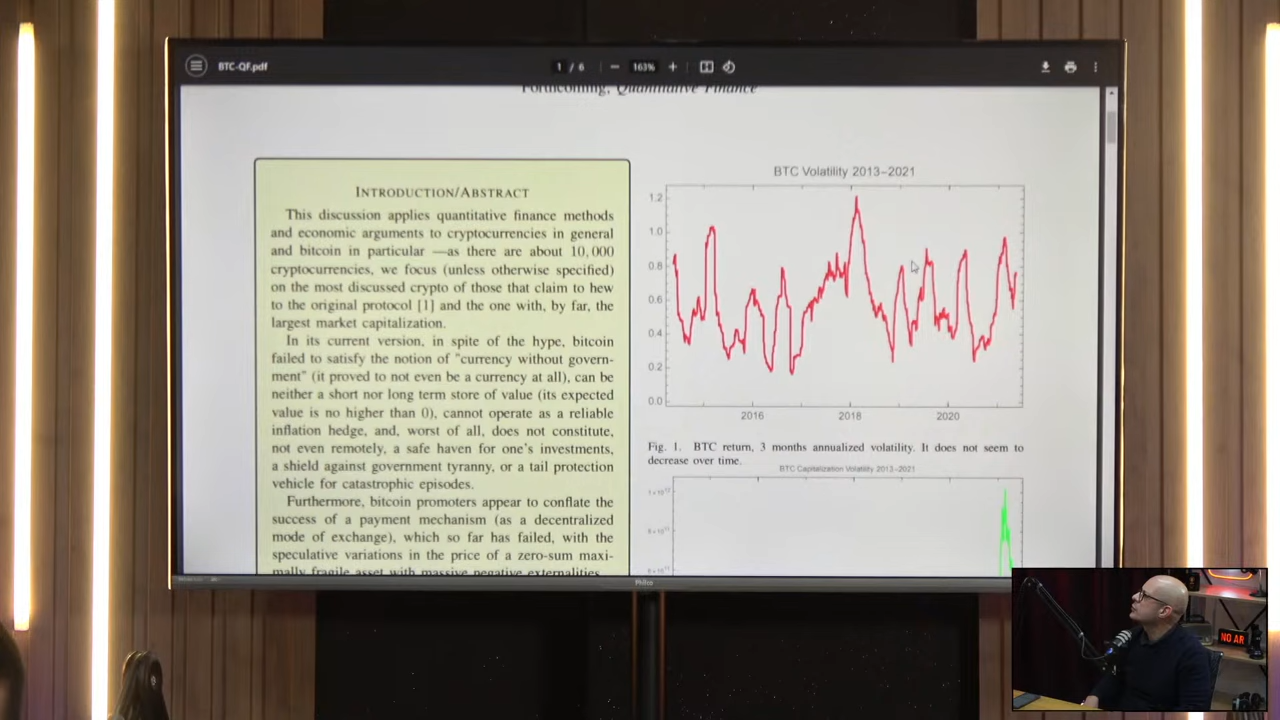 BTC-QF.pdf
1 / 6
163%
Forthcoming, Quantitative Finance
INTRODUCTION/ABSTRACT
This discussion applies quantitative finance methods
and economic arguments to cryptocurrencies in general
and bitcoin in particular —as there are about 10,000
cryptocurrencies, we focus (unless otherwise specified)
on the most discussed crypto of those that claim to hew
to the original protocol [1] and the one with, by far, the
largest market capitalization.
In its current version, in spite of the hype, bitcoin
failed to satisfy the notion of "currency without govern-
ment" (it proved to not even be a currency at all), can be
neither a short nor long term store of value (its expected
value is no higher than 0), cannot operate as a reliable
inflation hedge, and, worst of all, does not constitute,
not even remotely, a safe haven for one's investments,
a shield against government tyranny, or a tail protection
vehicle for catastrophic episodes.
Furthermore, bitcoin promoters appear to conflate the
success of a payment mechanism (as a decentralized
mode of exchange), which so far has failed, with the
speculative variations in the price of a zero-sum maxi-
mally fragile asset with massive negative externalities.
BTC Volatility 2013–2021
1.2
1.0
0.8
0.6
0.4
0.2
0.0
2016 2018 2020
Fig. 1. BTC return, 3 months annualized volatility. It does not seem to
decrease over time.
BTC Capitalization Volatility 2013-2021
Philco
NO AR